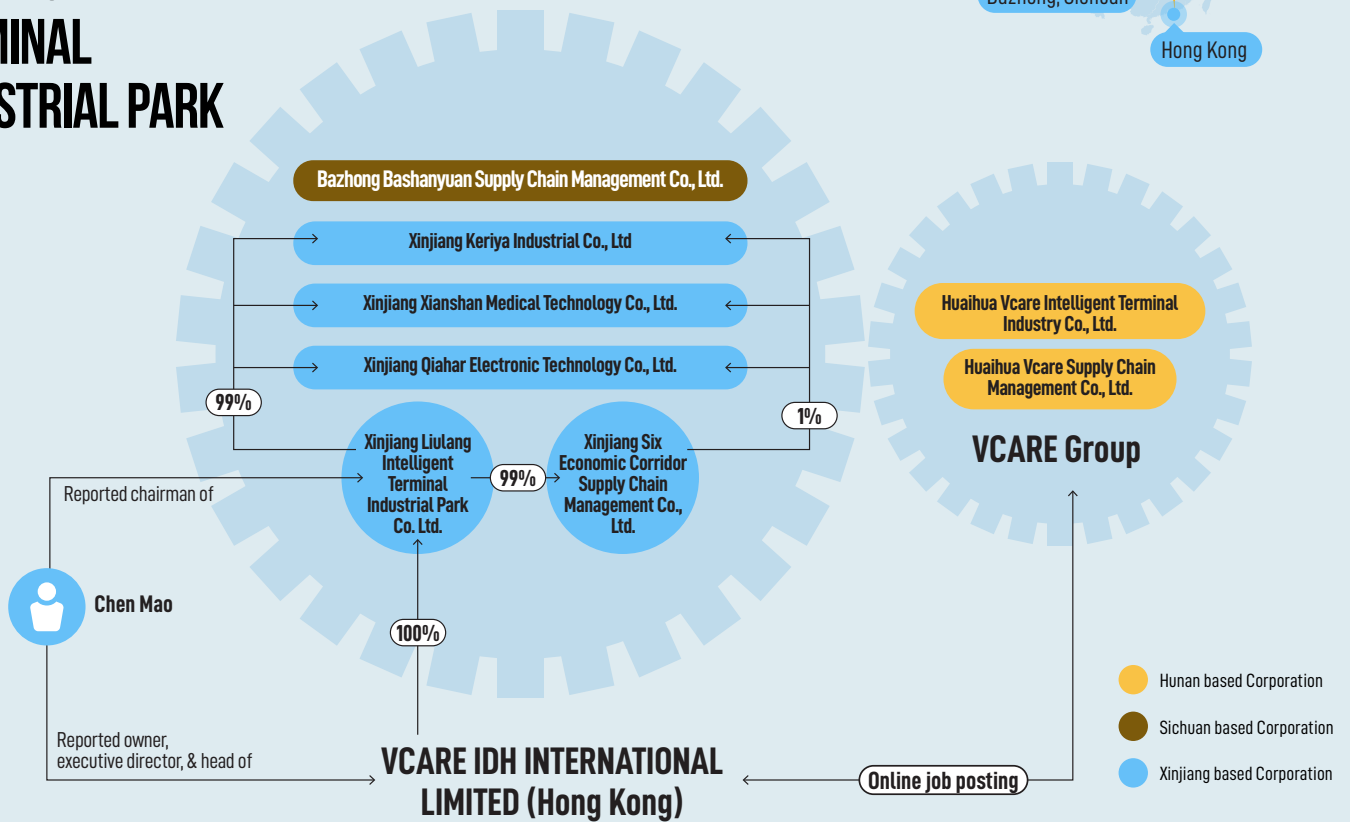 MINAL
STRIAL PARK
Hong Kong
Bazhong Bashanyuan Supply Chain Management Co., Ltd.
Xinjiang Keriya Industrial Co., Ltd
Xinjiang Xianshan Medical Technology Co., Ltd.
Xinjiang Qiahar Electronic Technology Co., Ltd.
99%
1%
Xinjiang Liulang
Intelligent
Terminal
Industrial Park
Co. Ltd.
99%
Xinjiang Six
Economic Corridor
Supply Chain
Management Co.,
Ltd.
Huaihua Vcare Intelligent Terminal
Industry Co., Ltd.
Huaihua Vcare Supply Chain
Management Co., Ltd.
VCARE Group
Reported chairman of
Chen Mao
100%
Reported owner,
executive director, & head of
VCARE IDH INTERNATIONAL
LIMITED (Hong Kong)
Online job posting
Hunan based Corporation
Sichuan based Corporation
Xinjiang based Corporation